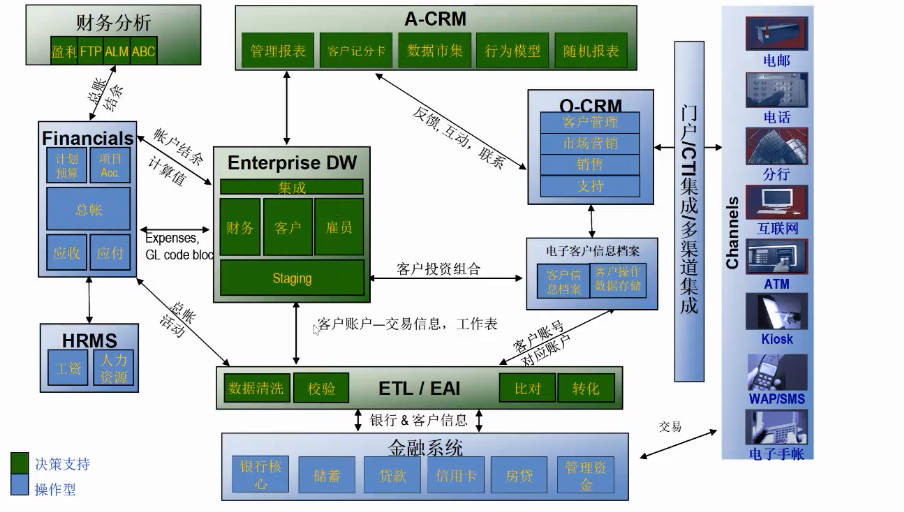 财务分析
盈利 FTP ALM ABC
A-CRM
管理报表 客户记分卡 数据市集 行为模型 随机报表
总账
结余
反馈, 互动, 联系
Financials
计划
预算
项目
Acc.
总帐
应收 应付
帐户结余
计算值
Expenses,
GL code bloc
Enterprise DW
集成
财务 客户 雇员
Staging
O-CRM
客户管理
市场营销
销售
支持
电子客户信息档案
客户信
息档案
客户操作
数据存储
客户投资组合
门户/CTI集成/多渠道集成
Channels
电邮
电话
分行
互联网
ATM
Kiosk
WAP/SMS
电子手帐
HRMS
工资
人力
资源
总帐
活动
客户账户—交易信息，工作表
客户账号
对应账户
ETL / EAI
数据清洗 校验 比对 转化
银行 & 客户信息
金融系统
银行核
心
储蓄 贷款 信用卡 房贷
管理资
金
交易
决策支持
操作型